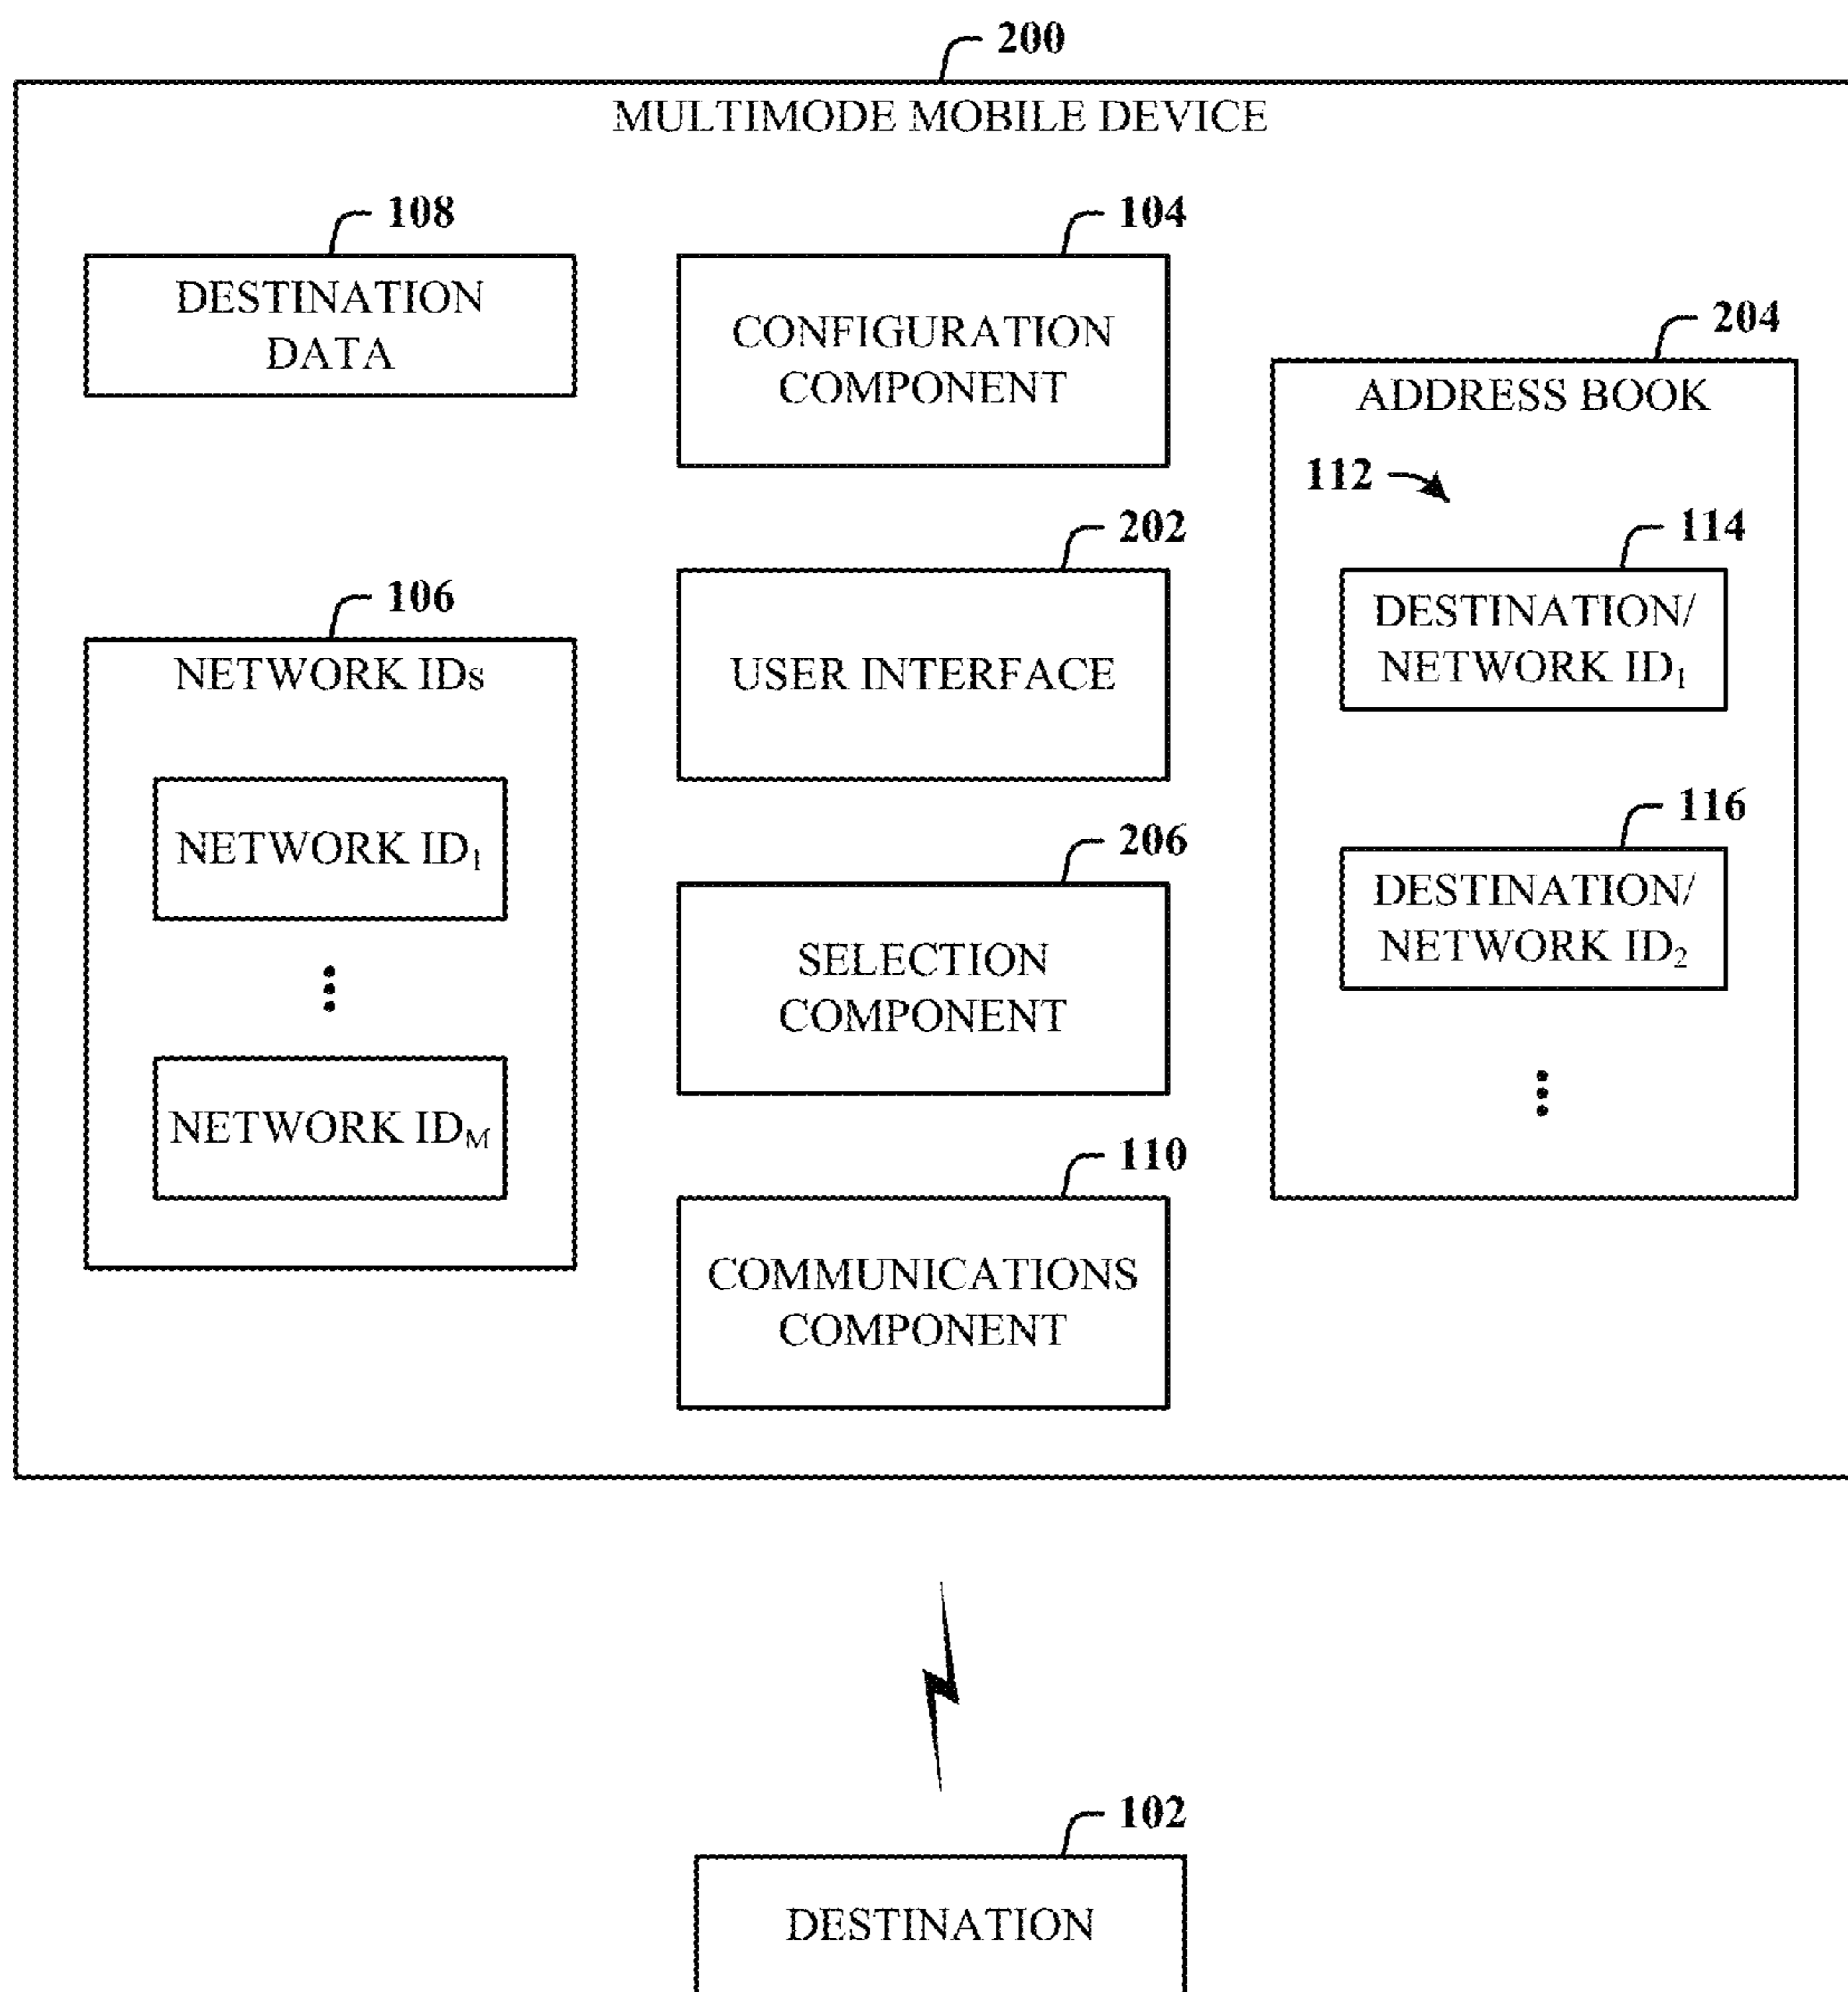 200
MULTIMODE MOBILE DEVICE
108
DESTINATION
DATA
104
CONFIGURATION
COMPONENT
204
ADDRESS BOOK
112
114
DESTINATION/
NETWORK ID₁
116
DESTINATION/
NETWORK ID₂
202
USER INTERFACE
106
NETWORK IDS
NETWORK ID₁
NETWORK IDM
206
SELECTION
COMPONENT
110
COMMUNICATIONS
COMPONENT
102
DESTINATION